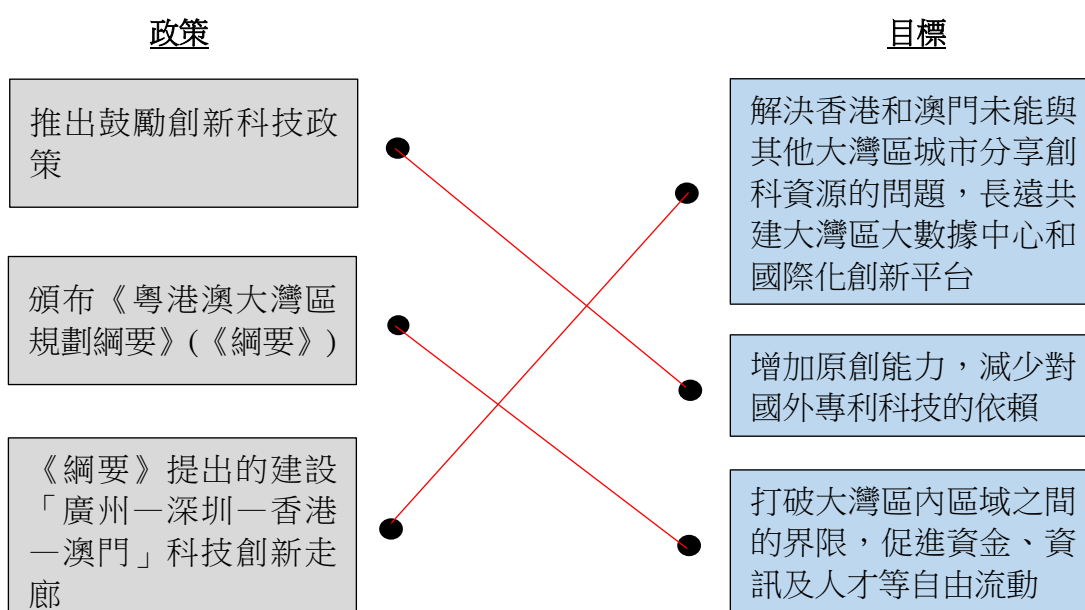 政策
推出鼓勵創新科技政
策
頒布《粵港澳大灣區
規劃綱要》(《綱要》)
《綱要》提出的建設
「廣州—深圳—香港
—澳門」科技創新走
廊
目標
解決香港和澳門未能與
其他大灣區城市分享創
科資源的問題，長遠共
建大灣區大數據中心和
國際化創新平台
增加原創能力，減少對
國外專利科技的依賴
打破大灣區內區域之間
的界限，促進資金、資
訊及人才等自由流動